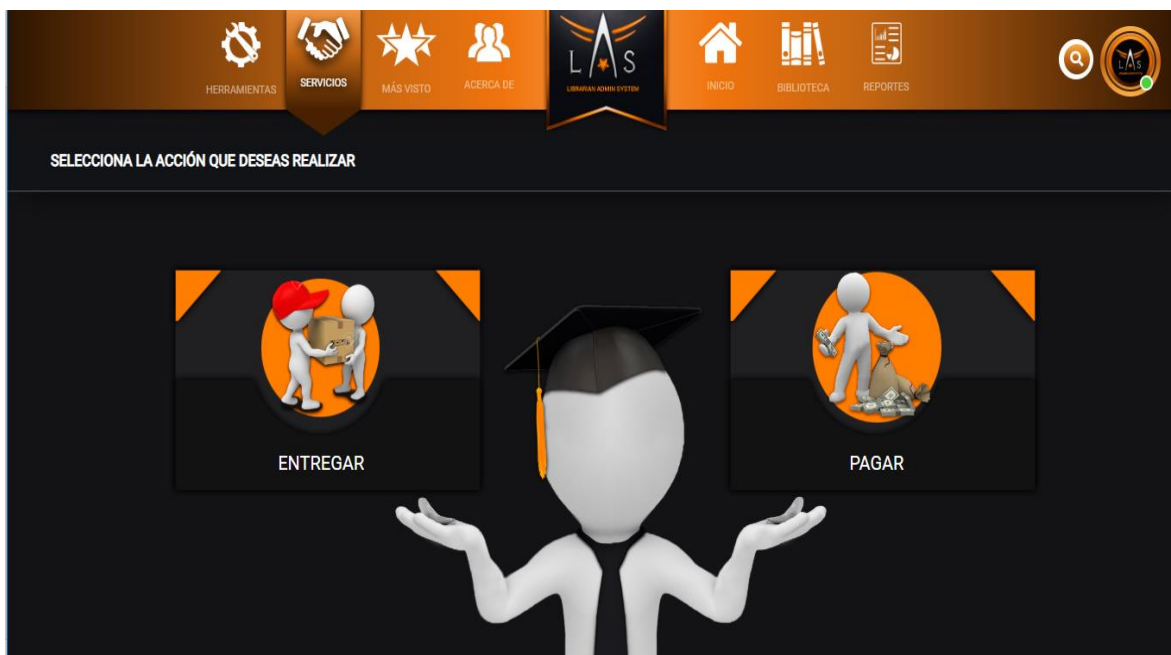 HERRAMIENTAS
SERVICIOS
MÁS VISTO
ACERCA DE
LAS
LIBRARIAN ADMIN SYSTEM
INICIO
BIBLIOTECA
REPORTES
LAS
SELECCIONA LA ACCIÓN QUE DESEAS REALIZAR
ENTREGAR
PAGAR